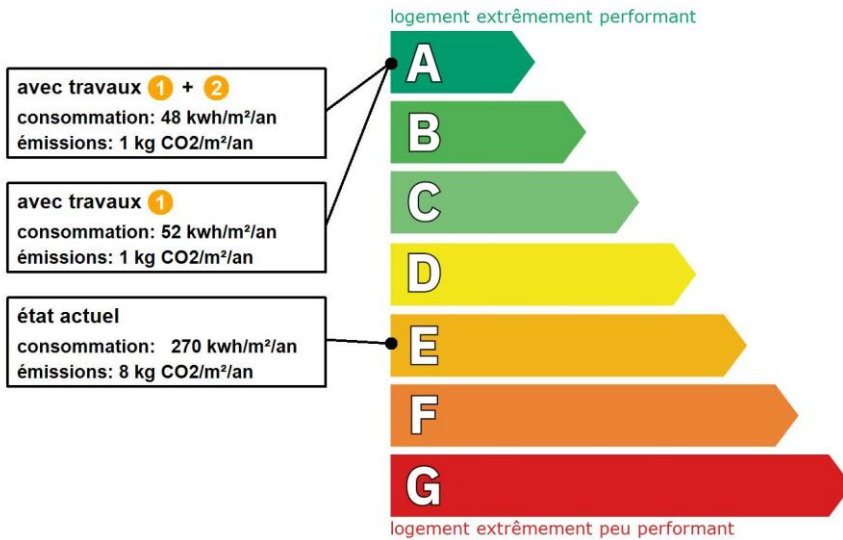 logement extrêmement performant
avec travaux 1 + 2
consommation: 48 kwh/m²/an
émissions: 1 kg CO2/m²/an
avec travaux 1
consommation: 52 kwh/m²/an
émissions: 1 kg CO2/m²/an
état actuel
consommation: 270 kwh/m²/an
émissions: 8 kg CO2/m²/an
A
B
C
D
E
F
G
logement extrêmement peu performant